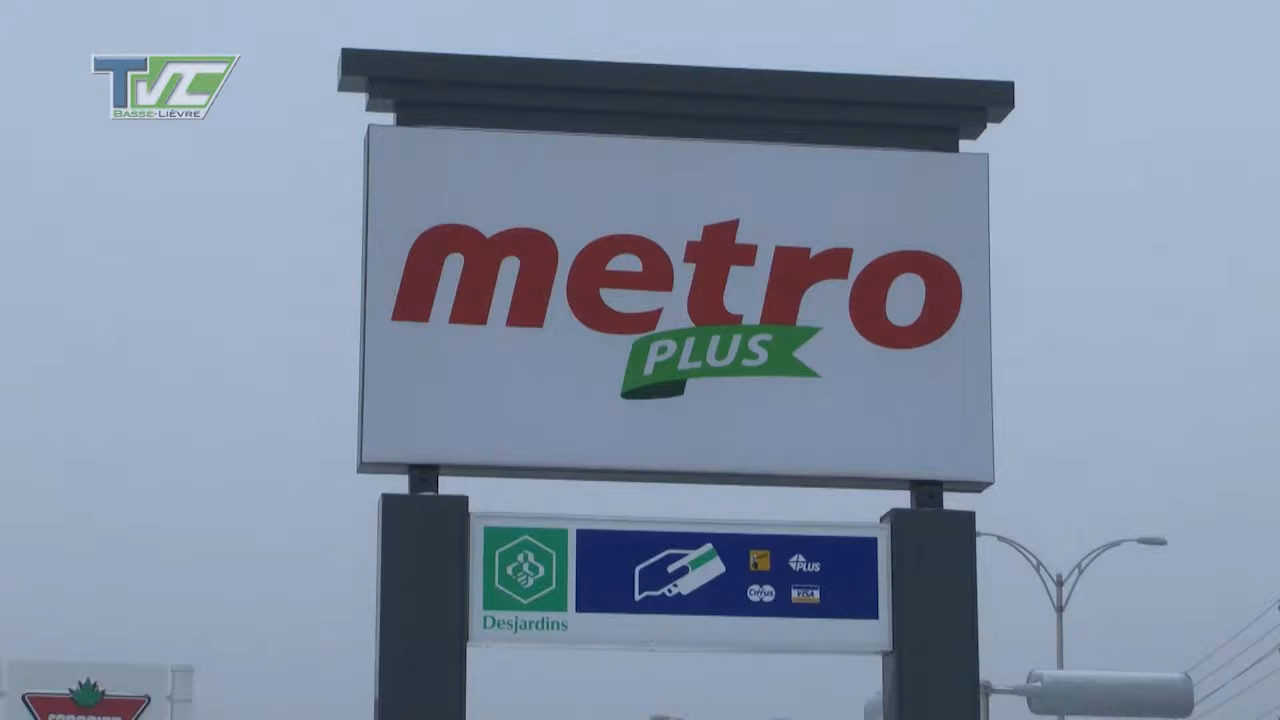 TVC
BASSE-LIÈVRE
metro
PLUS
Desjardins
PLUS
Cirrus
VISA